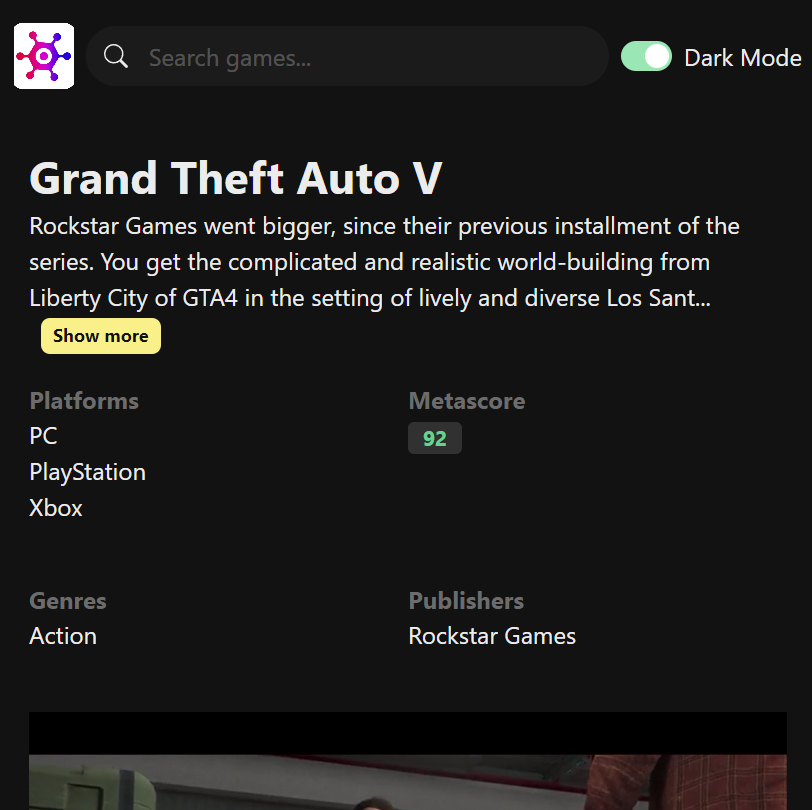 Search games...
Dark Mode
Grand Theft Auto V
Rockstar Games went bigger, since their previous installment of the
series. You get the complicated and realistic world-building from
Liberty City of GTA4 in the setting of lively and diverse Los Sant...
Show more
Platforms
PC
PlayStation
Xbox
Metascore
92
Genres
Action
Publishers
Rockstar Games